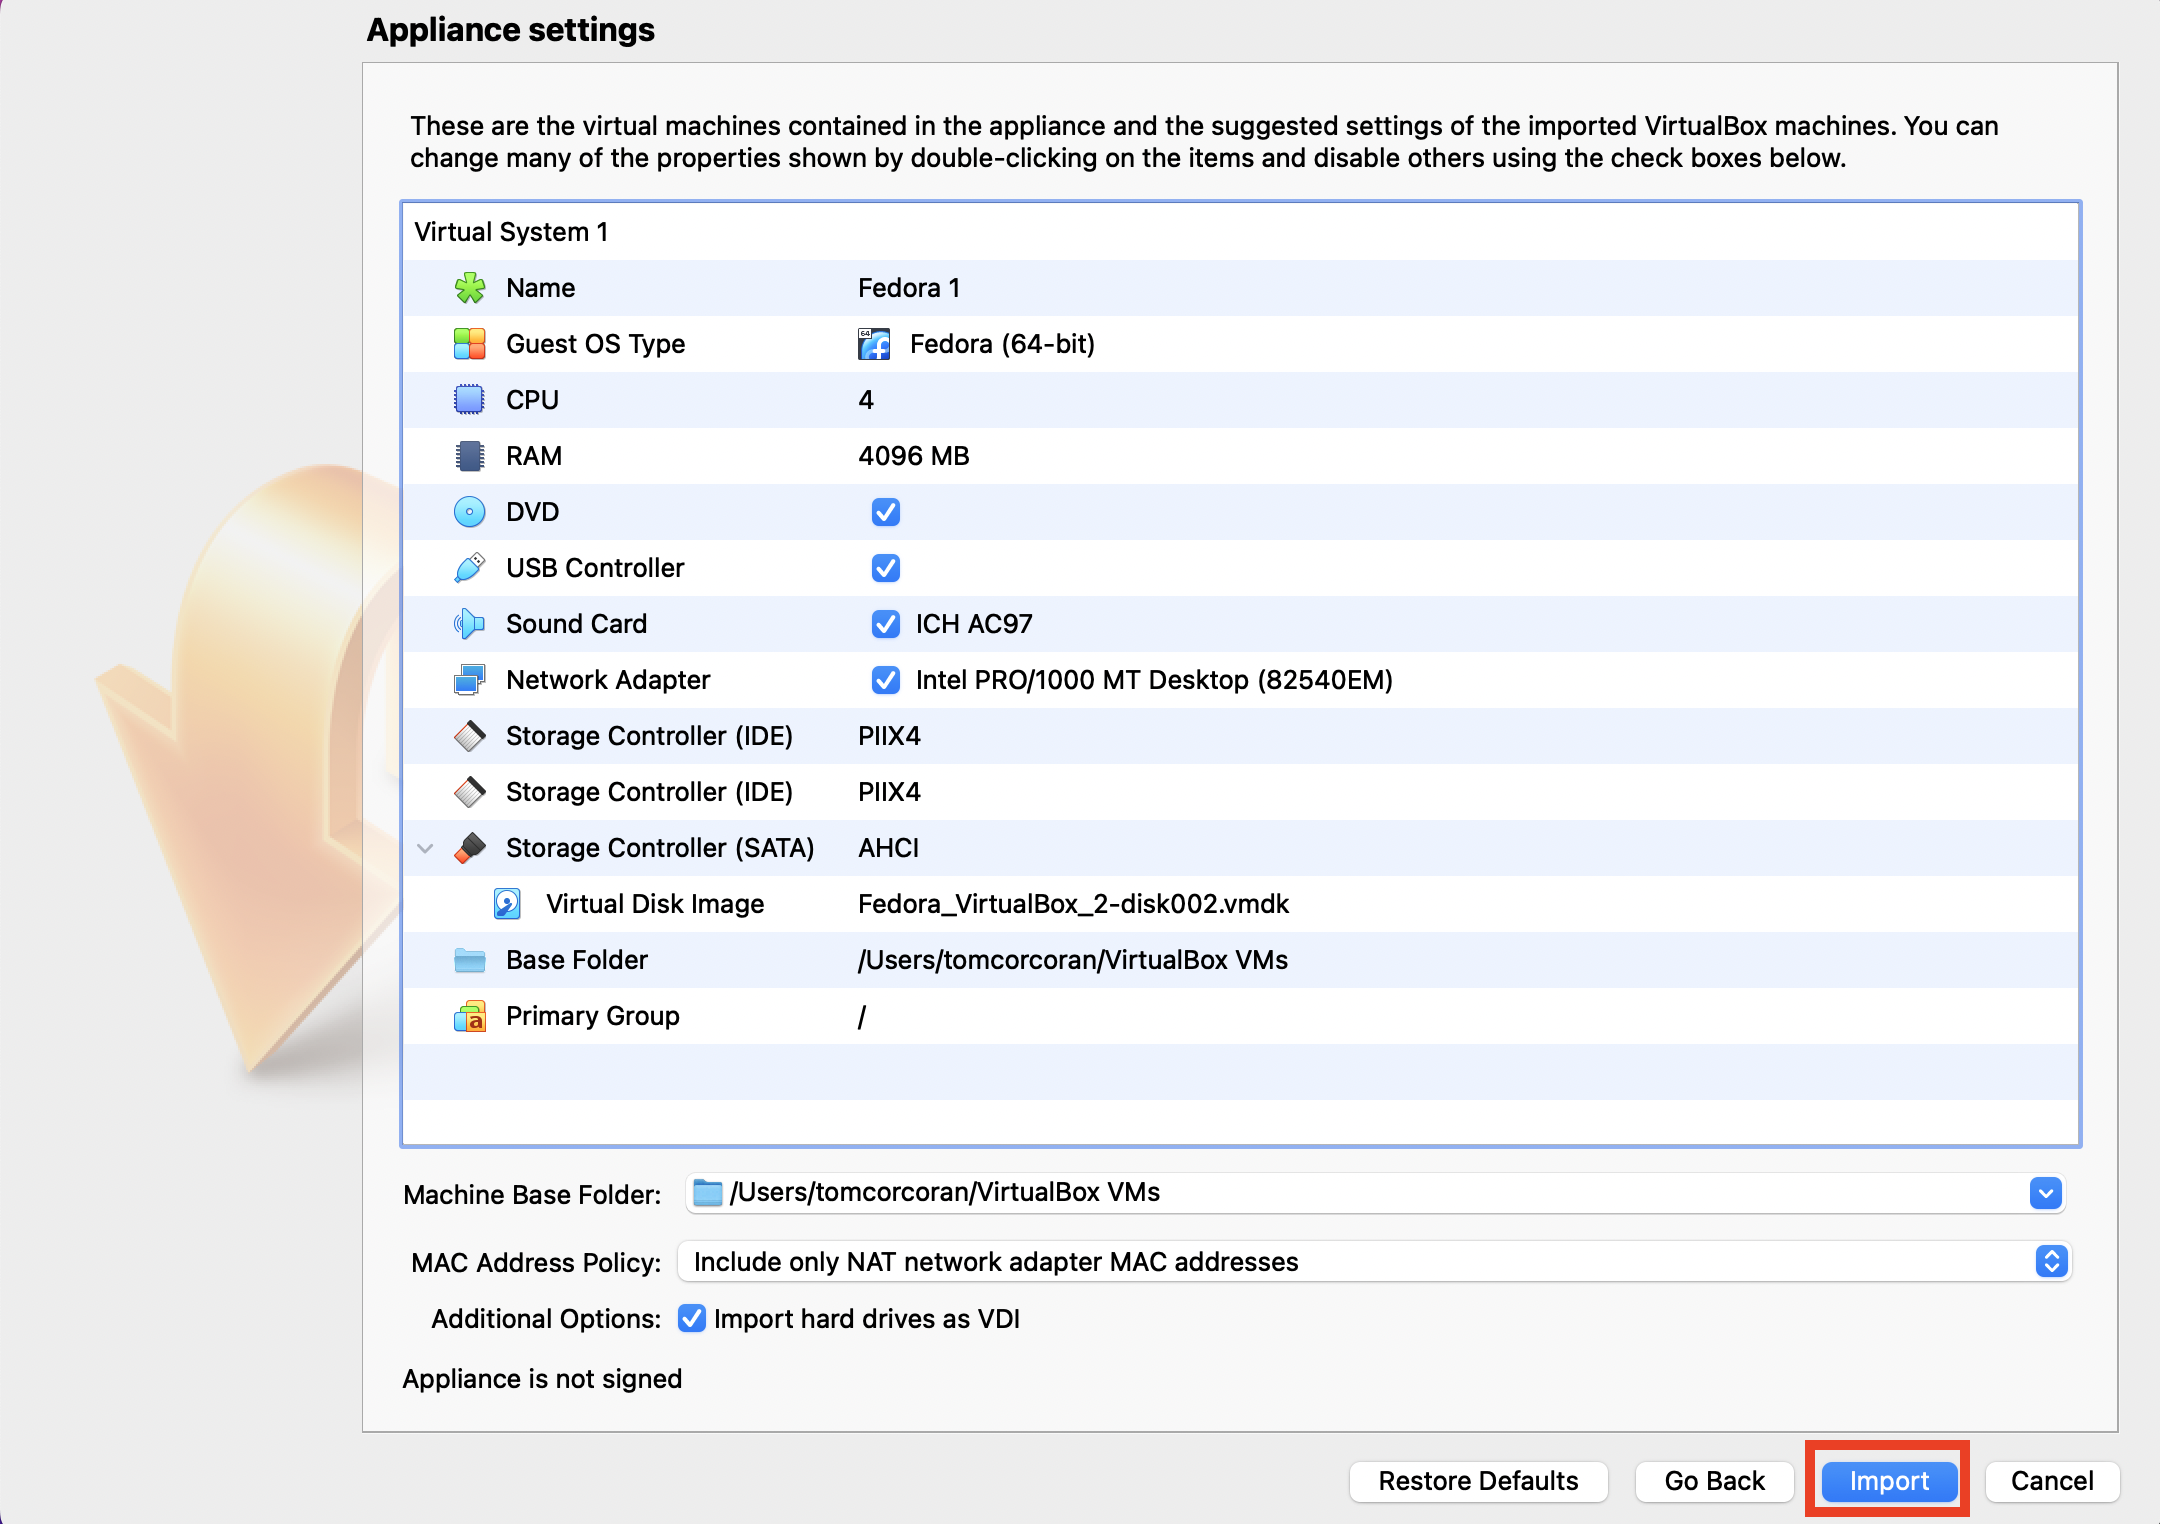 Appliance settings
These are the virtual machines contained in the appliance and the suggested settings of the imported VirtualBox machines. You can
change many of the properties shown by double-clicking on the items and disable others using the check boxes below.
Virtual System 1
Name Fedora 1
Guest OS Type 64 Fedora (64-bit)
CPU 4
RAM 4096 MB
DVD
USB Controller
Sound Card ICH AC97
Network Adapter Intel PRO/1000 MT Desktop (82540EM)
Storage Controller (IDE) PIIX4
Storage Controller (IDE) PIIX4
Storage Controller (SATA) AHCI
Virtual Disk Image Fedora_VirtualBox_2-disk002.vmdk
Base Folder /Users/tomcorcoran/VirtualBox VMs
a Primary Group /
Machine Base Folder: /Users/tomcorcoran/VirtualBox VMs
MAC Address Policy: Include only NAT network adapter MAC addresses
Additional Options: Import hard drives as VDI
Appliance is not signed
Restore Defaults Go Back Import Cancel